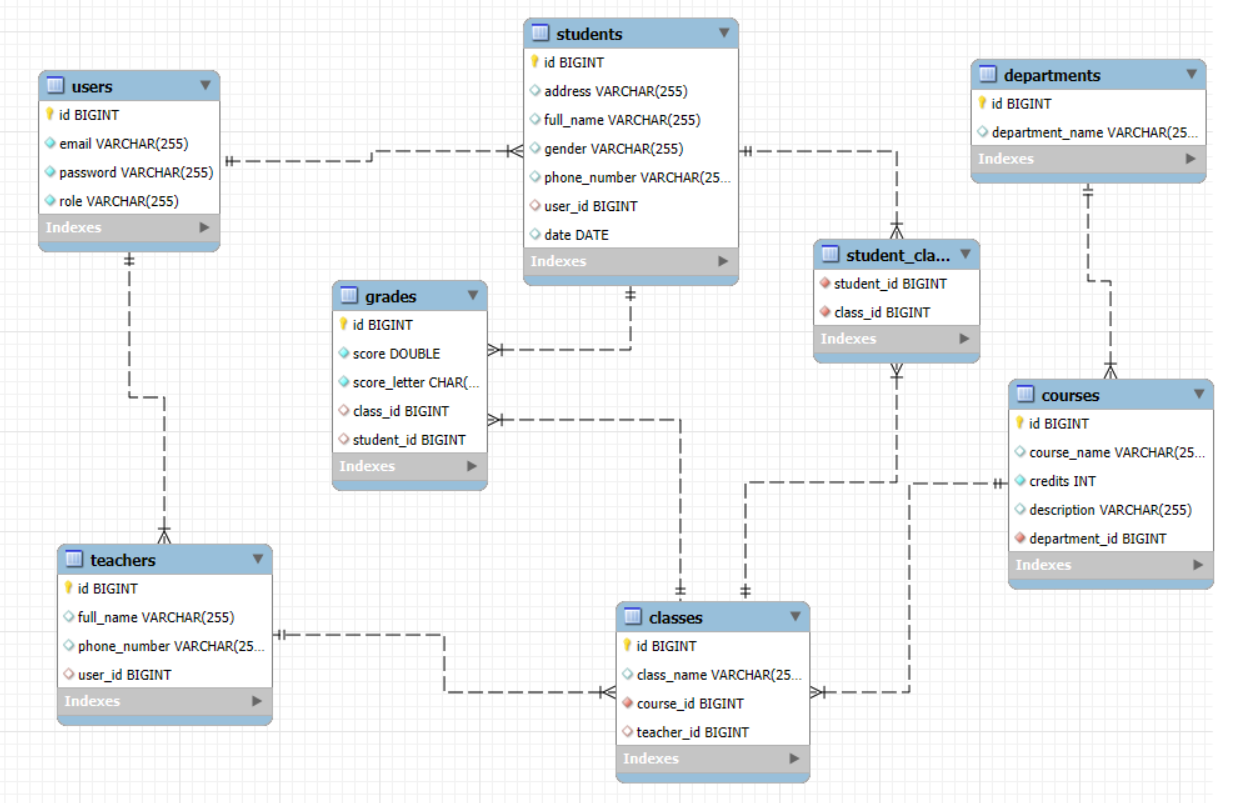 students
id BIGINT
address VARCHAR(255)
full_name VARCHAR(255)
gender VARCHAR(255)
phone_number VARCHAR(25...
user_id BIGINT
date DATE
Indexes
users
id BIGINT
email VARCHAR(255)
password VARCHAR(255)
role VARCHAR(255)
Indexes
departments
id BIGINT
department_name VARCHAR(25...
Indexes
student_cla...
student_id BIGINT
class_id BIGINT
Indexes
grades
id BIGINT
score DOUBLE
score_letter CHAR(...
class_id BIGINT
student_id BIGINT
Indexes
courses
id BIGINT
course_name VARCHAR(25...
credits INT
description VARCHAR(255)
department_id BIGINT
Indexes
teachers
id BIGINT
full_name VARCHAR(255)
phone_number VARCHAR(25...
user_id BIGINT
Indexes
classes
id BIGINT
class_name VARCHAR(25...
course_id BIGINT
teacher_id BIGINT
Indexes